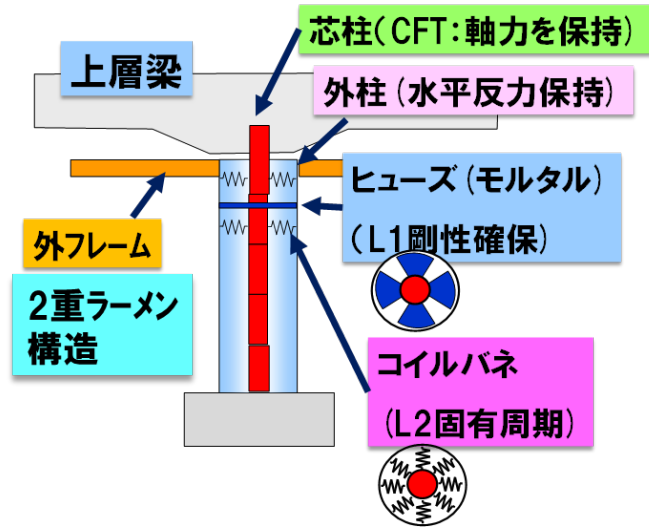 芯柱(CFT:軸力を保持)
上層梁
外柱(水平反力保持)
ヒューズ(モルタル)
(L1剛性確保)
外フレーム
2重ラーメン
構造
コイルバネ
(L2固有周期)